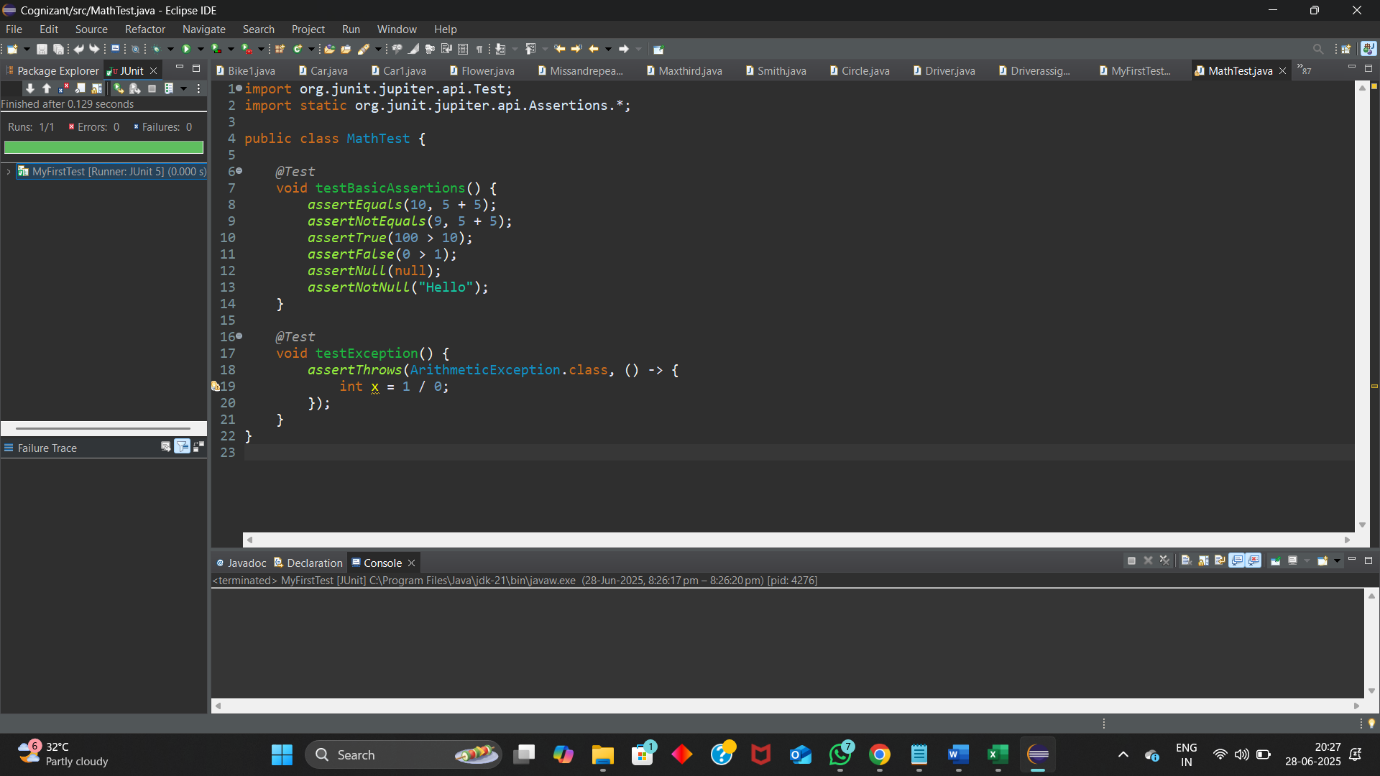 Cognizant/src/MathTest.java - Eclipse IDE
File Edit Source Refactor Navigate Search Project Run Window Help
Package Explorer JUnit
Finished after 0.129 seconds
Runs: 1/1 Errors: 0 Failures: 0
MyFirstTest [Runner: JUnit 5] (0.000 s)
Failure Trace
Bike1.java Car.java Car1.java Flower.java Missandrepea... Maxthird.java Smith.java Circle.java Driver.java Driverassig... MyFirstTest... MathTest.java »87
1 import org.junit.jupiter.api.Test;
2 import static org.junit.jupiter.api.Assertions.*;
3
4 public class MathTest {
5
6 @Test
7 void testBasicAssertions() {
8 assertEquals(10, 5 + 5);
9 assertNotEquals(9, 5 + 5);
10 assertTrue(100 > 10);
11 assertFalse(0 > 1);
12 assertNull(null);
13 assertNotNull("Hello");
14 }
15
16 @Test
17 void testException() {
18 assertThrows(ArithmeticException.class, () -> {
19 int x = 1 / 0;
20 });
21 }
22 }
23
Javadoc Declaration Console
<terminated> MyFirstTest [JUnit] C:\Program Files\Java\jdk-21\bin\javaw.exe (28-Jun-2025, 8:26:17 pm – 8:26:20 pm) [pid: 4276]
6 32°C
Partly cloudy
Search
1
7
ENG
IN
20:27
28-06-2025